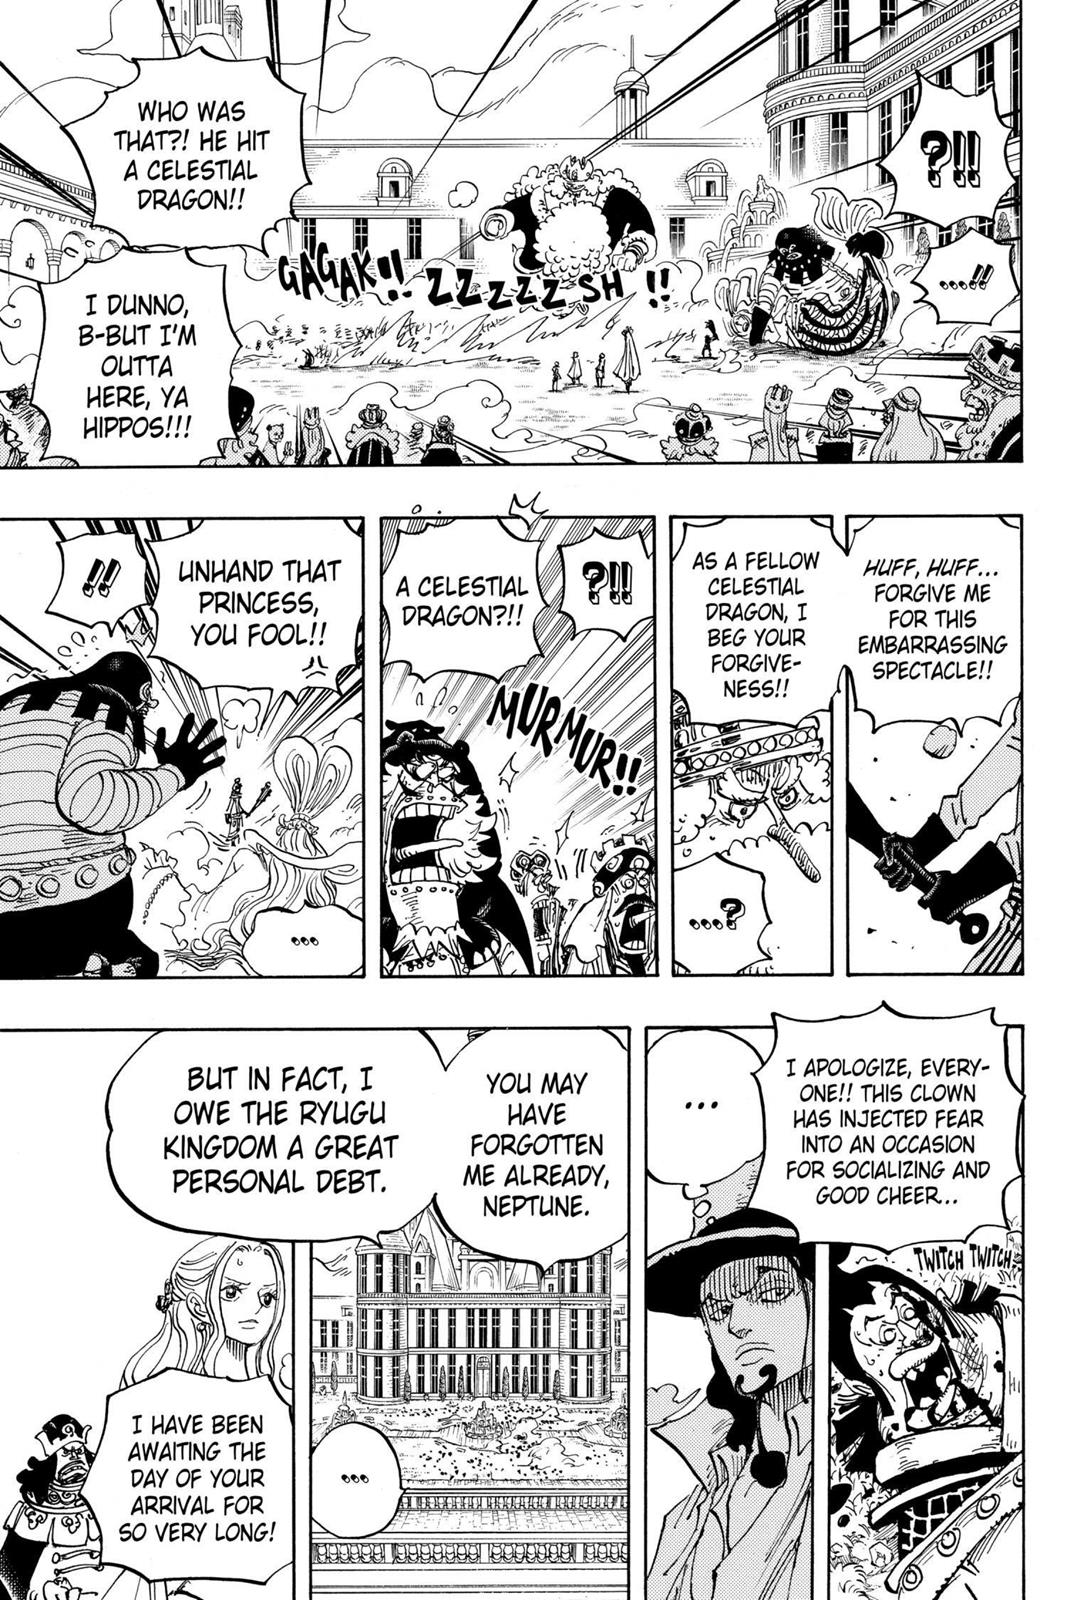 ?!!
...!!
WHO WAS
THAT?! HE HIT
A CELESTIAL
DRAGON!!
GAGAK!!
ZZZZZSH!!
I DUNNO,
B-BUT I'M
OUTTA
HERE, YA
HIPPOS!!!
HUFF, HUFF...
FORGIVE ME
FOR THIS
EMBARRASSING
SPECTACLE!!
AS A FELLOW
CELESTIAL
DRAGON, I
BEG YOUR
FORGIVE-
NESS!!
...?
?!!
A CELESTIAL
DRAGON?!!
MURMUR!!
UNHAND THAT
PRINCESS,
YOU FOOL!!
!!
...
I APOLOGIZE, EVERY-
ONE!! THIS CLOWN
HAS INJECTED FEAR
INTO AN OCCASION
FOR SOCIALIZING AND
GOOD CHEER...
TWITCH TWITCH
...
YOU MAY
HAVE
FORGOTTEN
ME ALREADY,
NEPTUNE.
...
BUT IN FACT, I
OWE THE RYUGU
KINGDOM A GREAT
PERSONAL DEBT.
I HAVE BEEN
AWAITING THE
DAY OF YOUR
ARRIVAL FOR
SO VERY LONG!